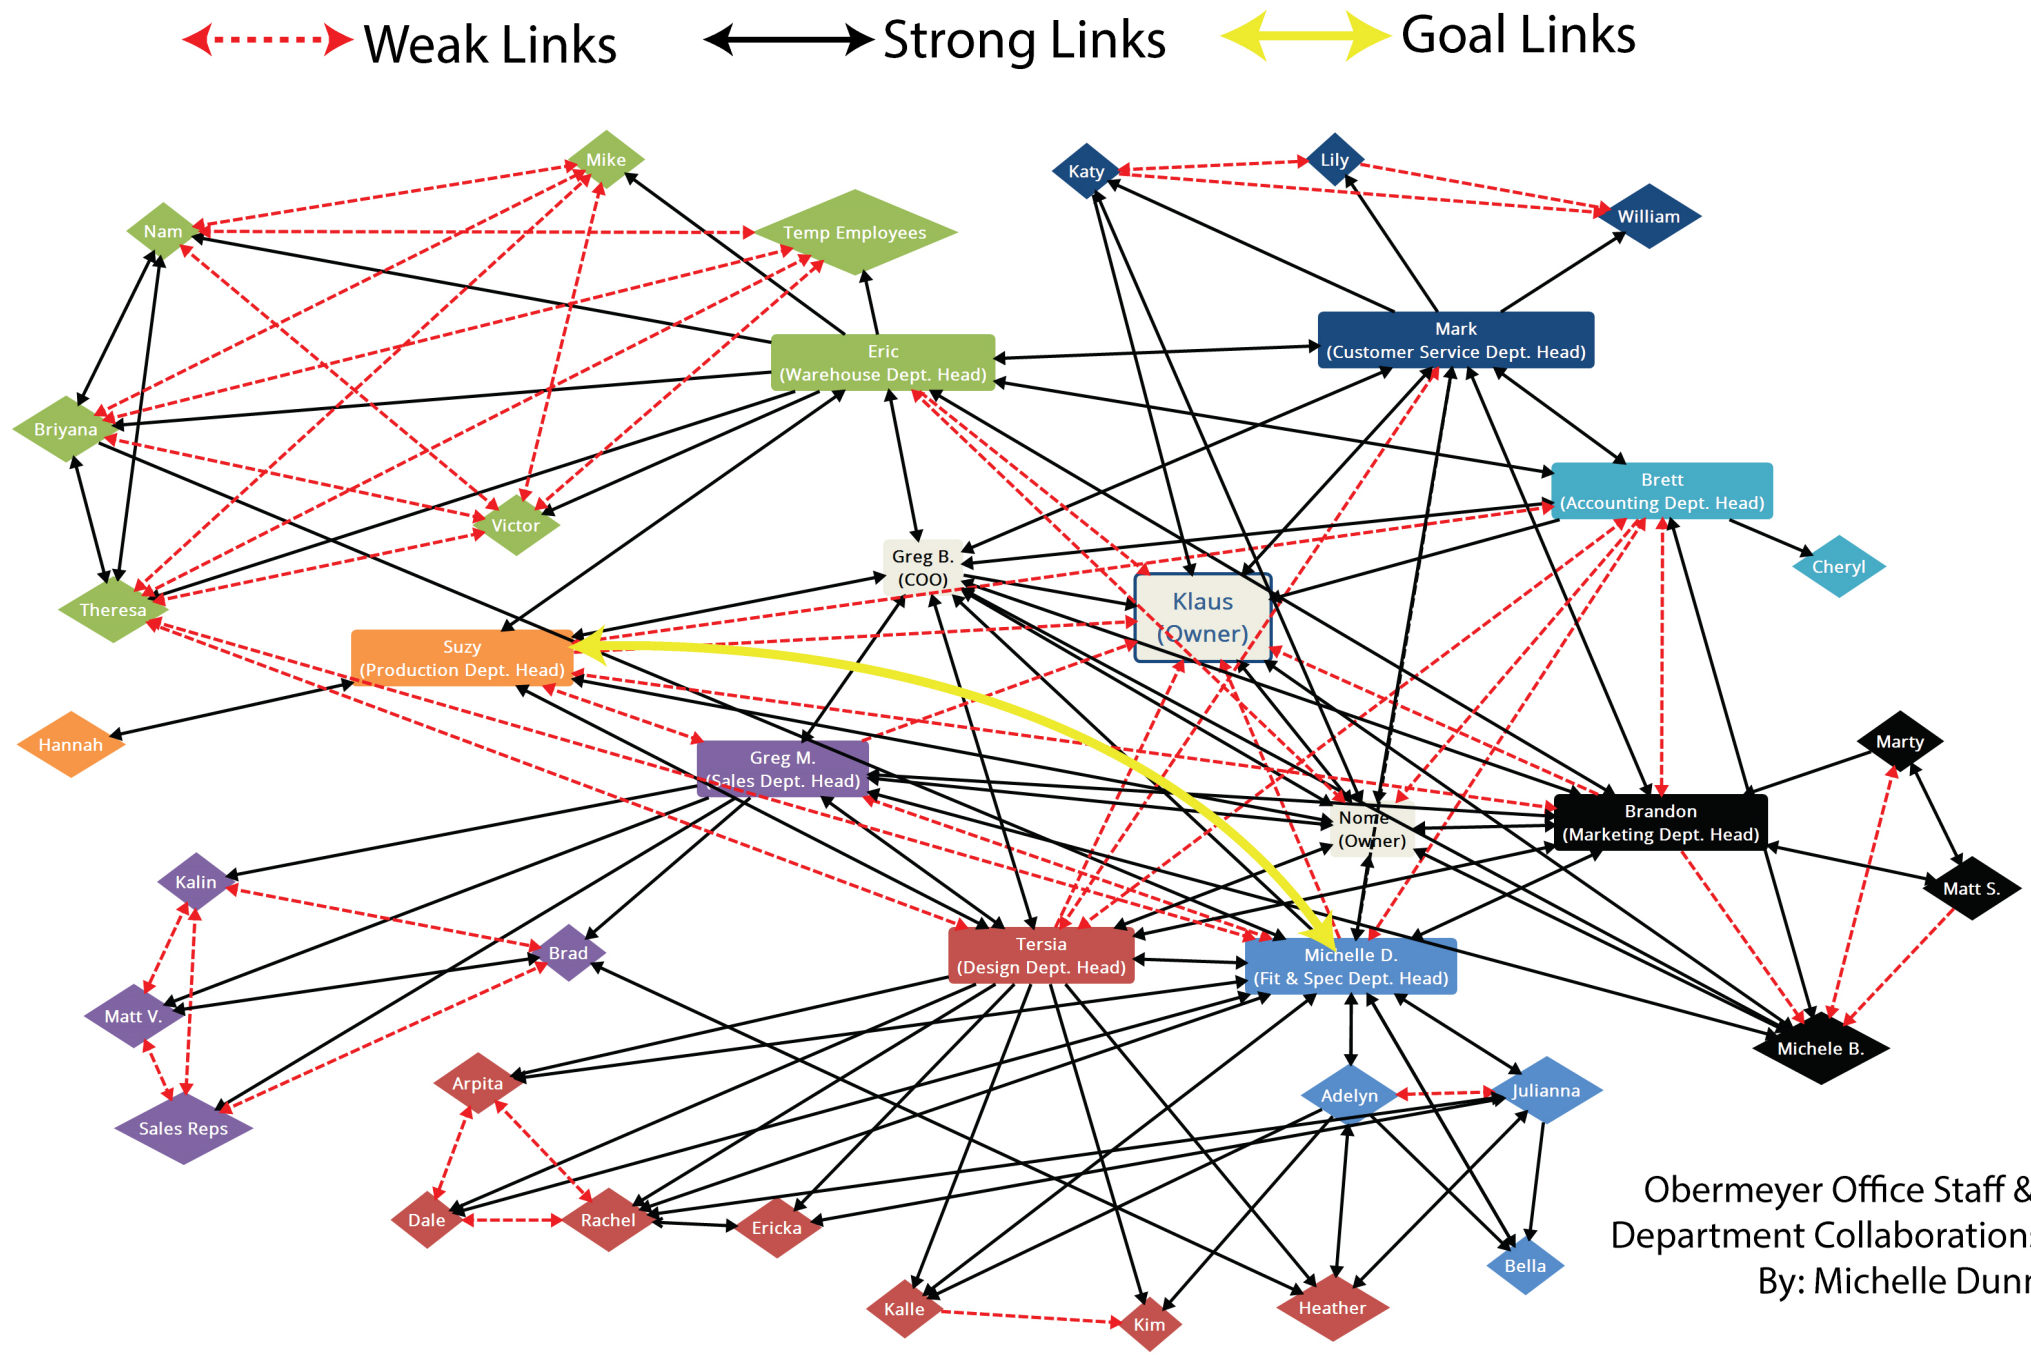 Weak Links
Strong Links
Goal Links
Mike
Katy
Lily
William
Nam
Temp Employees
Mark
(Customer Service Dept. Head)
Eric
(Warehouse Dept. Head)
Briyana
Brett
(Accounting Dept. Head)
Victor
Greg B.
(COO)
Cheryl
Klaus
(Owner)
Theresa
Suzy
(Production Dept. Head)
Hannah
Greg M.
(Sales Dept. Head)
Marty
Nome
(Owner)
Brandon
(Marketing Dept. Head)
Kalin
Matt S.
Brad
Tersia
(Design Dept. Head)
Michelle D.
(Fit & Spec Dept. Head)
Matt V.
Michele B.
Arpita
Adelyn
Julianna
Sales Reps
Dale
Rachel
Ericka
Bella
Kalle
Kim
Heather
Obermeyer Office Staff &
Department Collaborations
By: Michelle Dunn